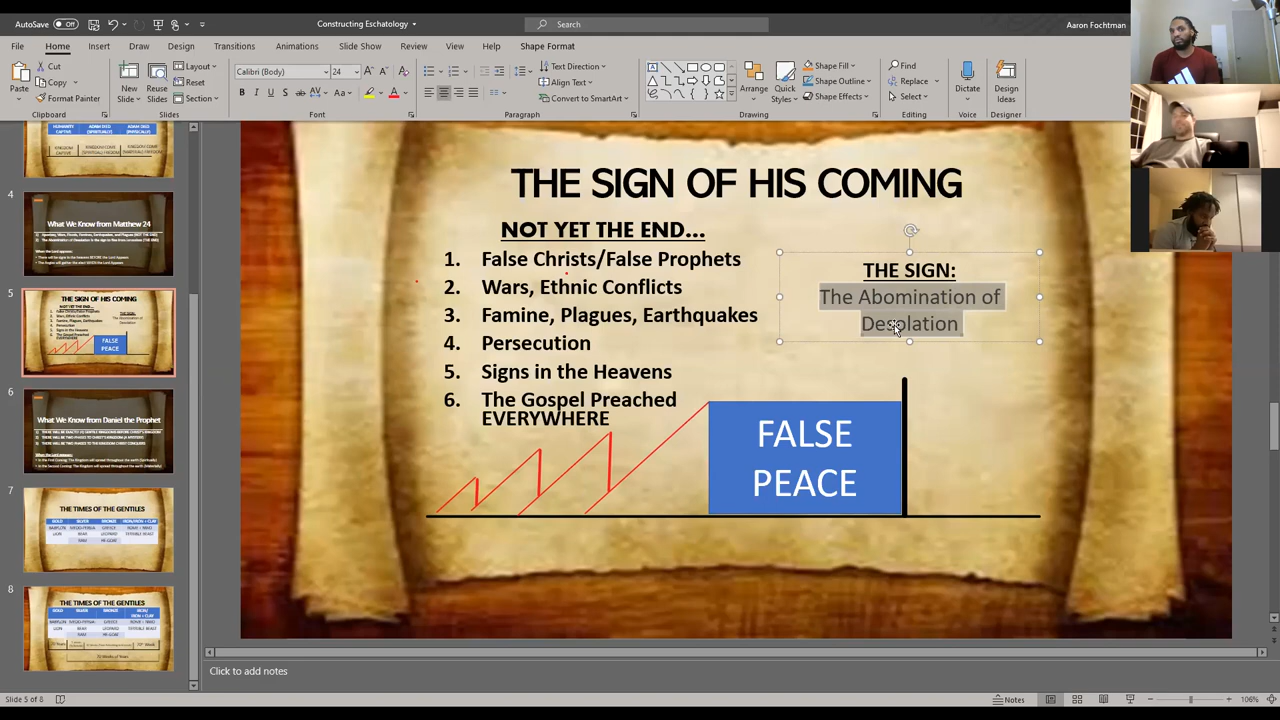 AutoSave Off
Constructing Eschatology
Search
Aaron Fochtman
File Home Insert Draw Design Transitions Animations Slide Show Review View Help Shape Format
Paste
Cut
Copy
Format Painter
Clipboard
New Slide
Reuse Slides
Layout
Reset
Section
Slides
Calibri (Body) 24
B I U S ab AV Aa A
Font
Text Direction
Align Text
Convert to SmartArt
Paragraph
Arrange
Quick Styles
Shape Fill
Shape Outline
Shape Effects
Drawing
Find
Replace
Select
Editing
Dictate
Voice
Design Ideas
Designer
4
What We Know from Matthew 24
5
THE SIGN OF HIS COMING
FALSE PEACE
6
What We Know from Daniel the Prophet
7
THE TIMES OF THE GENTILES
8
THE TIMES OF THE GENTILES
THE SIGN OF HIS COMING
NOT YET THE END...
1. False Christs/False Prophets
2. Wars, Ethnic Conflicts
3. Famine, Plagues, Earthquakes
4. Persecution
5. Signs in the Heavens
6. The Gospel Preached
EVERYWHERE
THE SIGN:
The Abomination of
Desolation
FALSE
PEACE
Click to add notes
Slide 5 of 8
Notes
106%